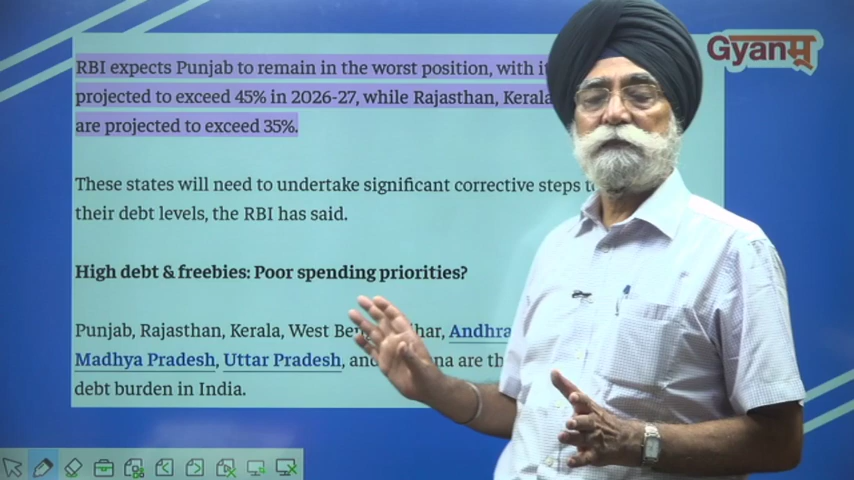 Gyanम्
RBI expects Punjab to remain in the worst position, with
projected to exceed 45% in 2026-27, while Rajasthan, Kerala
are projected to exceed 35%.
These states will need to undertake significant corrective steps
their debt levels, the RBI has said.
High debt & freebies: Poor spending priorities?
Punjab, Rajasthan, Kerala, West Andhra
Madhya Pradesh, Uttar Pradesh, are
debt burden in India.